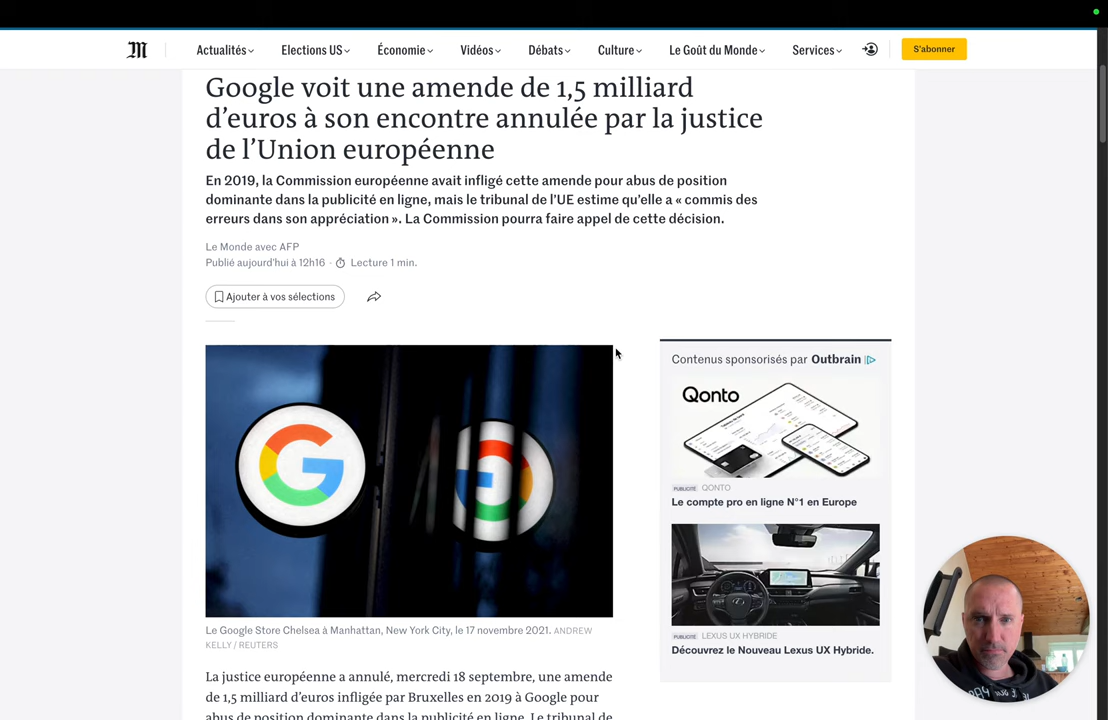 M
Actualités
Elections US
Économie
Vidéos
Débats
Culture
Le Goût du Monde
Services
S'abonner
Google voit une amende de 1,5 milliard
d'euros à son encontre annulée par la justice
de l'Union européenne
En 2019, la Commission européenne avait infligé cette amende pour abus de position
dominante dans la publicité en ligne, mais le tribunal de l'UE estime qu'elle a « commis des
erreurs dans son appréciation ». La Commission pourra faire appel de cette décision.
Le Monde avec AFP
Publié aujourd'hui à 12h16 · Lecture 1 min.
Ajouter à vos sélections
G
G
Le Google Store Chelsea à Manhattan, New York City, le 17 novembre 2021. ANDREW
KELLY / REUTERS
La justice européenne a annulé, mercredi 18 septembre, une amende
de 1,5 milliard d'euros infligée par Bruxelles en 2019 à Google pour
abus de position dominante dans la publicité en ligne. Le tribunal de
Contenus sponsorisés par Outbrain
Qonto
PUBLICITÉ QONTO
Le compte pro en ligne N°1 en Europe
PUBLICITÉ LEXUS UX HYBRIDE
Découvrez le Nouveau Lexus UX Hybride.